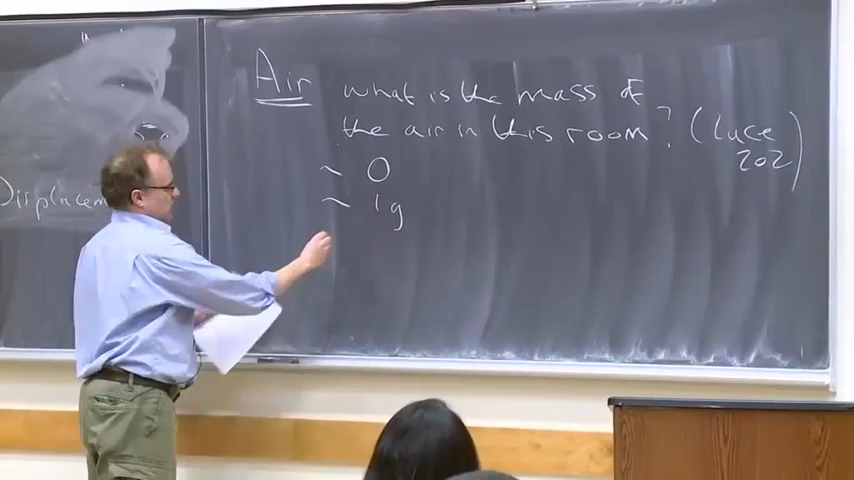 Air what is the mass of
the air in this room? (Luce
202)
~ 0
~ 1g
Displacem